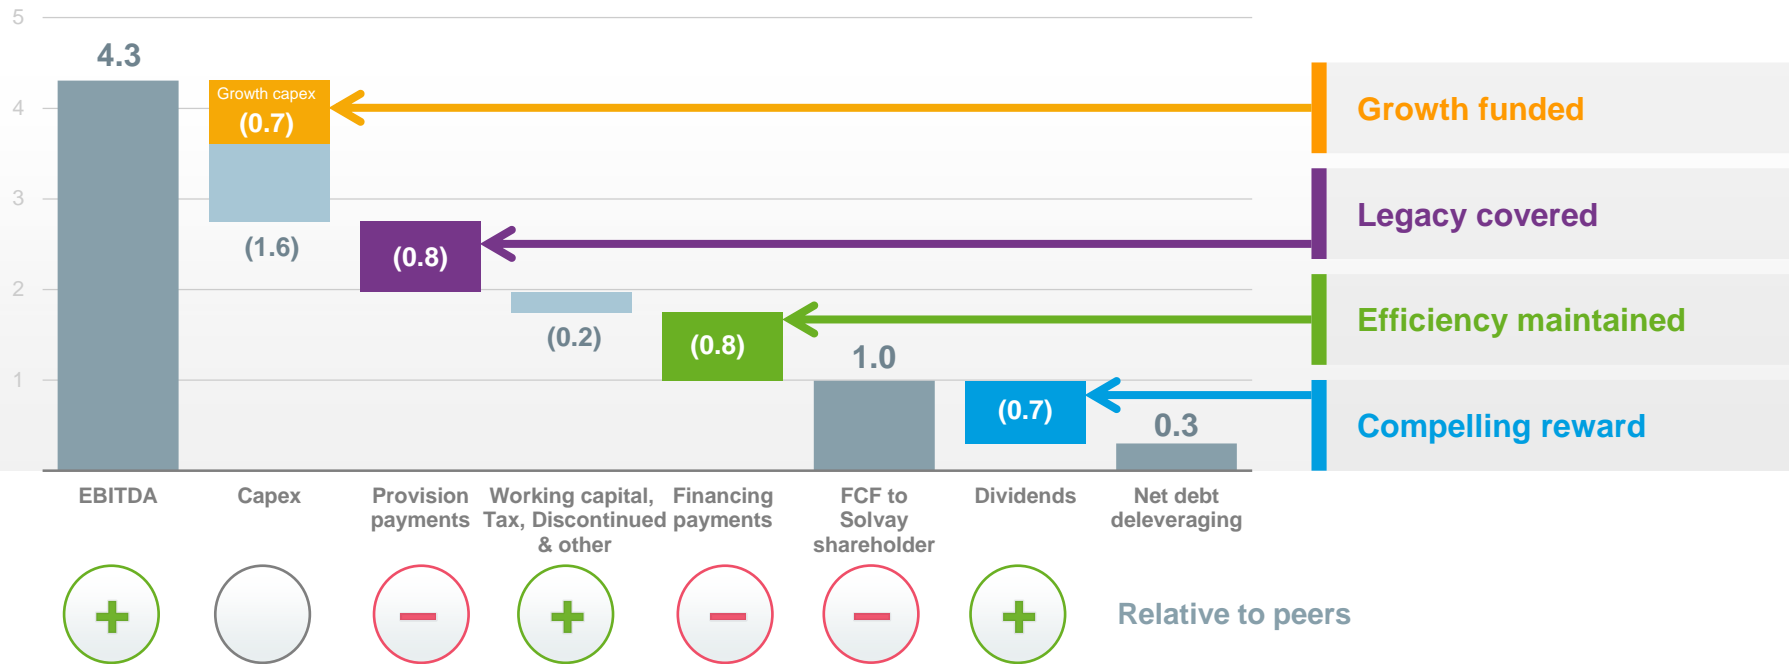 5
4
3
2
1
4.3
Growth capex
(0.7)
(1.6)
(0.8)
(0.2)
(0.8)
1.0
(0.7)
0.3
Growth funded
Legacy covered
Efficiency maintained
Compelling reward
EBITDA
Capex
Provision
payments
Working capital,
Tax, Discontinued
& other
Financing
payments
FCF to
Solvay
shareholder
Dividends
Net debt
deleveraging
+
−
+
−
−
+
Relative to peers